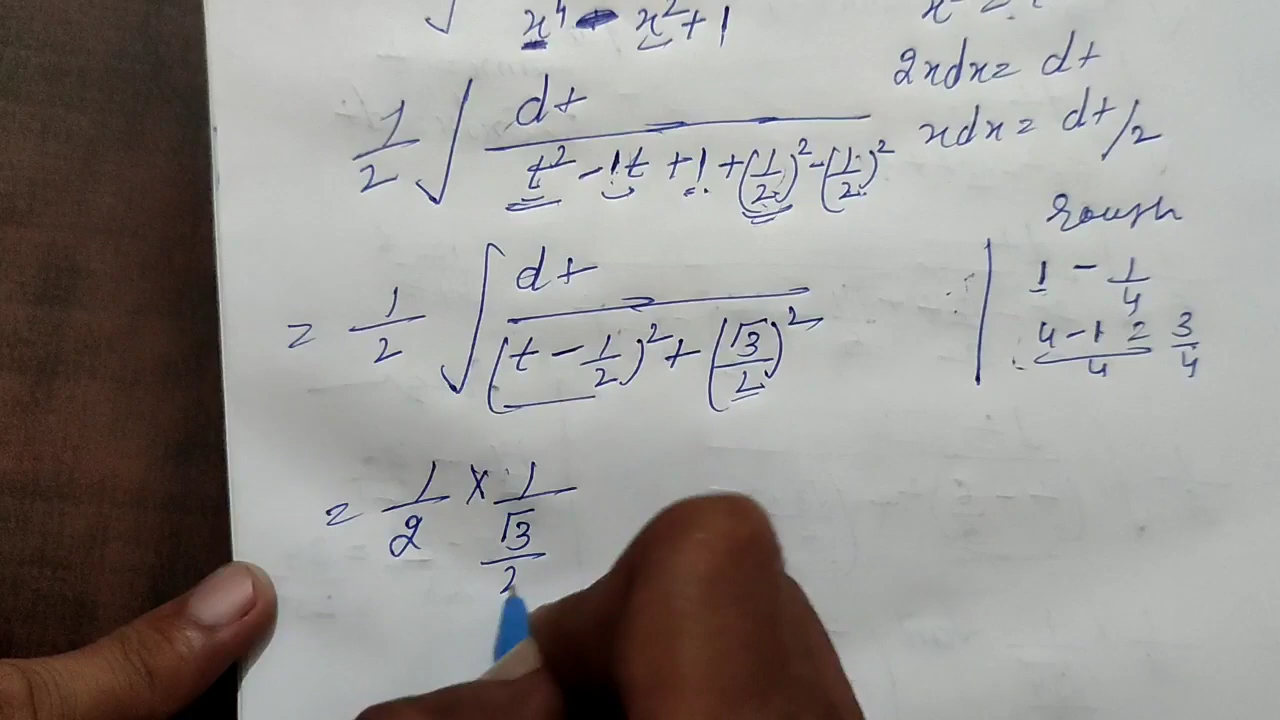 ∫ x⁴ - x² + 1
2xdx = dt
1/2 ∫ dt / (t² - 1t + 1 + (1/2)² - (1/2)²)
xdx = dt/2
rough
= 1/2 ∫ dt / ((t - 1/2)² + (√3/2)²)
1 - 1/4
(4-1)/4 = 3/4
= 1/2 × 1/(√3/2)